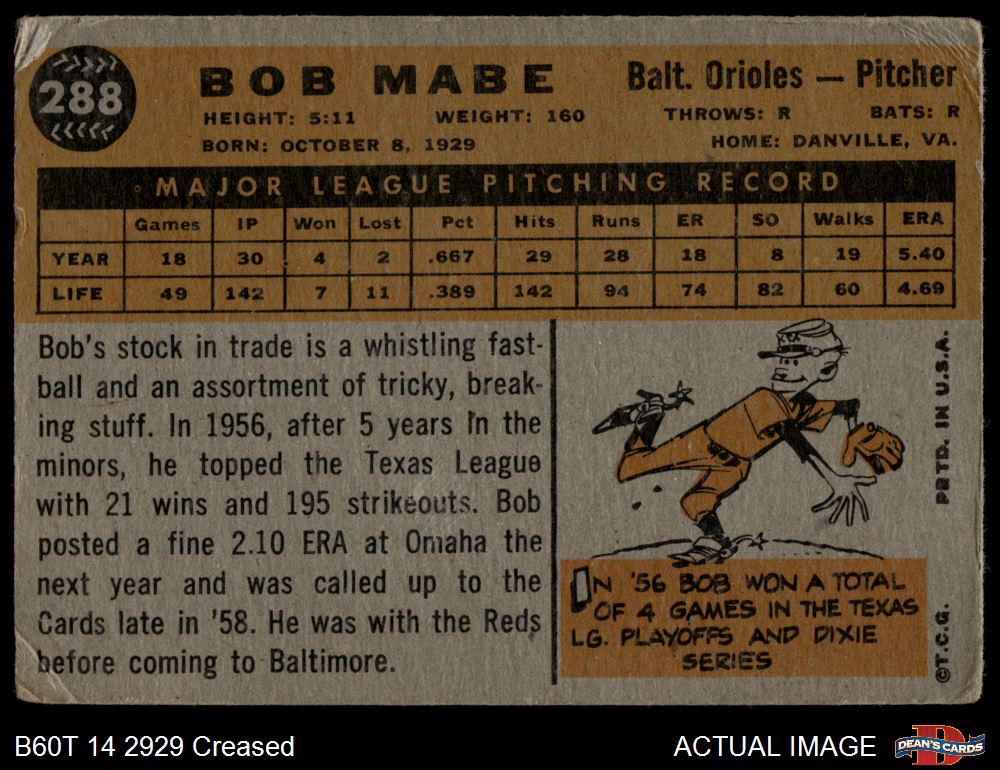 288
BOB MABE
Balt. Orioles — Pitcher
HEIGHT: 5:11 WEIGHT: 160 THROWS: R BATS: R
BORN: OCTOBER 8, 1929 HOME: DANVILLE, VA.
MAJOR LEAGUE PITCHING RECORD
Games IP Won Lost Pct Hits Runs ER SO Walks ERA
YEAR 18 30 4 2 .667 29 28 18 8 19 5.40
LIFE 49 142 7 11 .389 142 94 74 82 60 4.69
Bob's stock in trade is a whistling fast-
ball and an assortment of tricky, break-
ing stuff. In 1956, after 5 years in the
minors, he topped the Texas League
with 21 wins and 195 strikeouts. Bob
posted a fine 2.10 ERA at Omaha the
next year and was called up to the
Cards late in '58. He was with the Reds
before coming to Baltimore.
IN '56 BOB WON A TOTAL
OF 4 GAMES IN THE TEXAS
LG. PLAYOFFS AND DIXIE
SERIES
©T.C.G. PRTD. IN U.S.A.
B60T 14 2929 Creased
ACTUAL IMAGE
DEAN'S CARDS